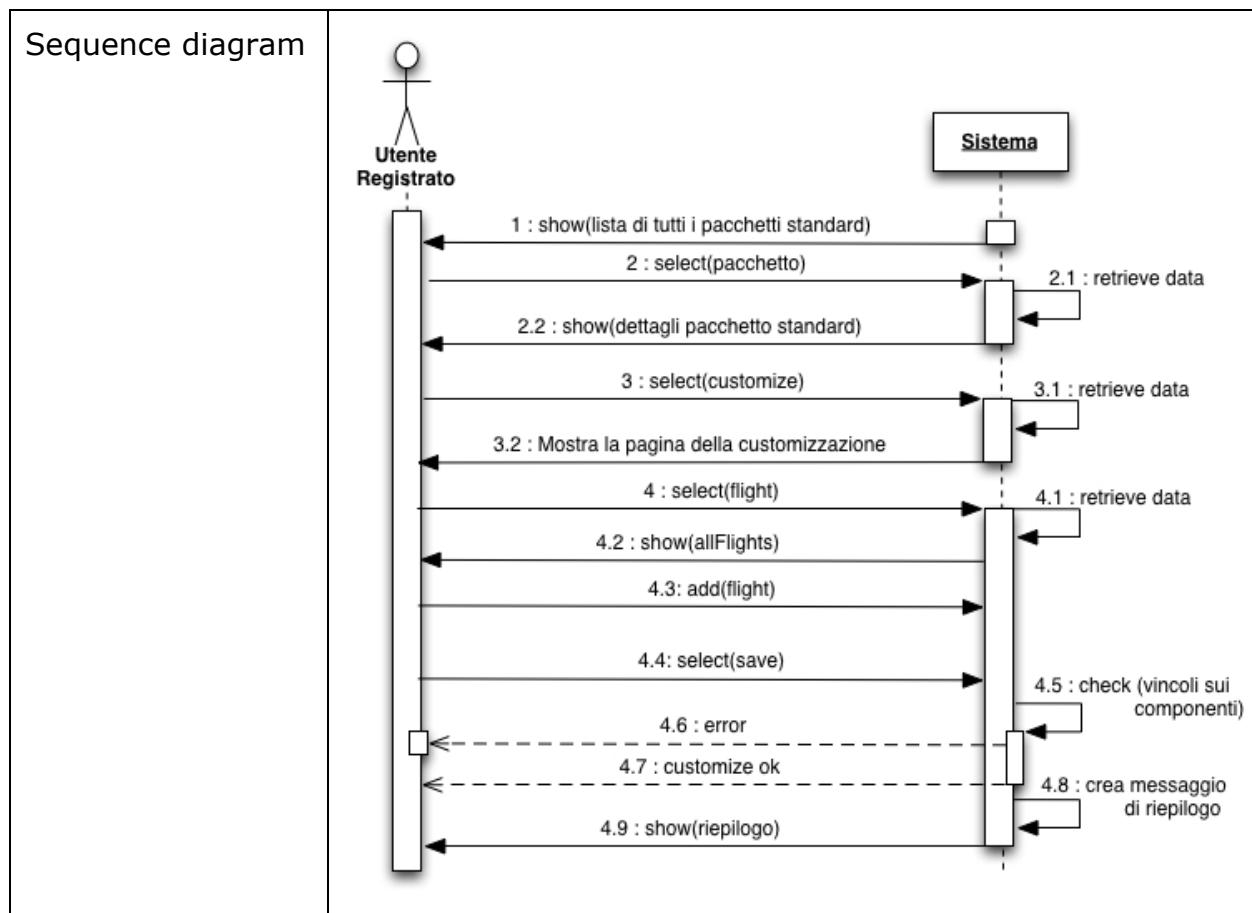 Sequence diagram
Utente
Registrato
Sistema
1 : show(lista di tutti i pacchetti standard)
2 : select(pacchetto)
2.1 : retrieve data
2.2 : show(dettagli pacchetto standard)
3 : select(customize)
3.1 : retrieve data
3.2 : Mostra la pagina della customizzazione
4 : select(flight)
4.1 : retrieve data
4.2 : show(allFlights)
4.3: add(flight)
4.4: select(save)
4.5 : check (vincoli sui
componenti)
4.6 : error
4.7 : customize ok
4.8 : crea messaggio
di riepilogo
4.9 : show(riepilogo)